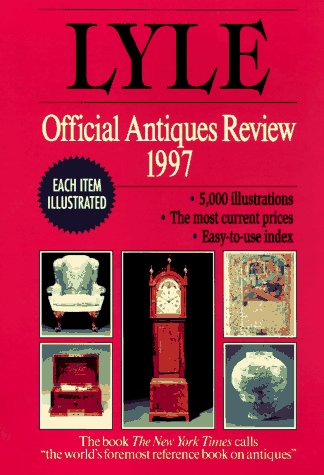 LYLE
Official Antiques Review
1997
EACH ITEM
ILLUSTRATED
• 5,000 illustrations
• The most current prices
• Easy-to-use index
The book The New York Times calls
"the world's foremost reference book on antiques"